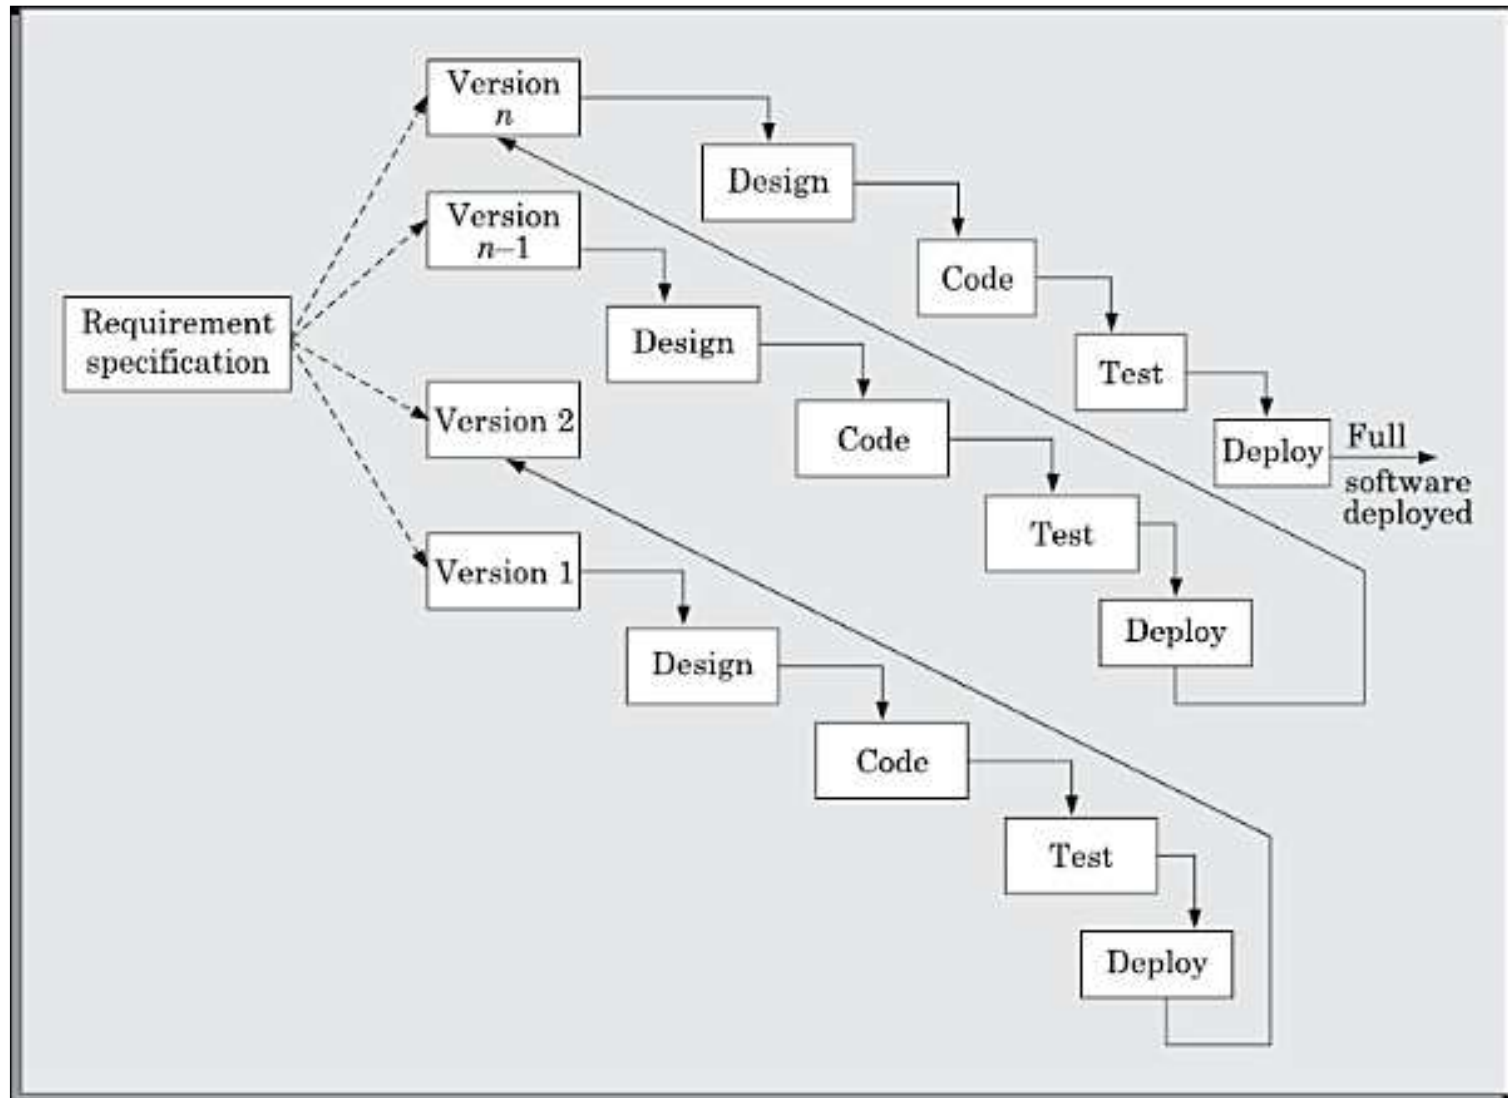 Version
n
Design
Version
n–1
Code
Requirement
specification
Design
Test
Version 2
Code
Deploy
Full
software
deployed
Test
Version 1
Deploy
Design
Code
Test
Deploy